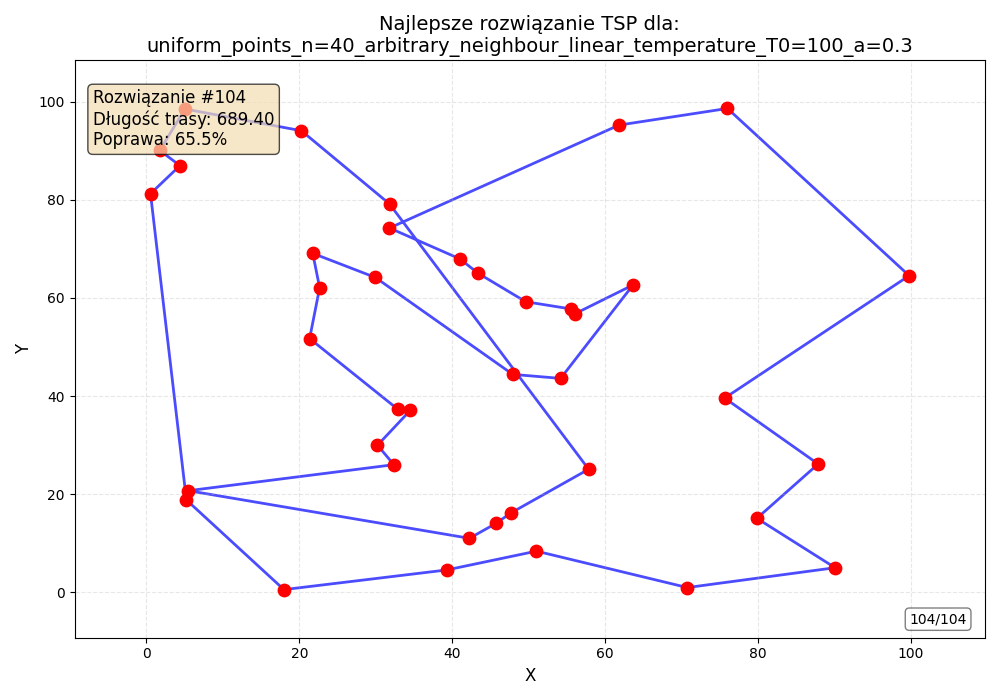 Najlepsze rozwiązanie TSP dla:
uniform_points_n=40_arbitrary_neighbour_linear_temperature_T0=100_a=0.3
Rozwiązanie #104
Długość trasy: 689.40
Poprawa: 65.5%
100
80
60
40
20
0
Y
104/104
0 20 40 60 80 100
X